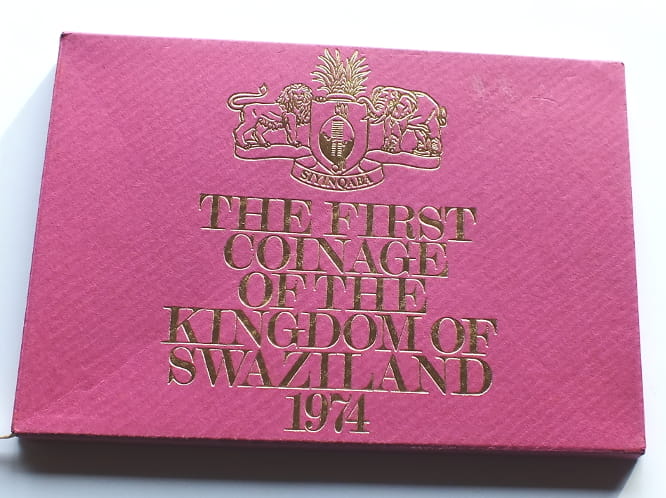 SIYINQABA
THE FIRST
COINAGE
OF THE
KINGDOM OF
SWAZILAND
1974